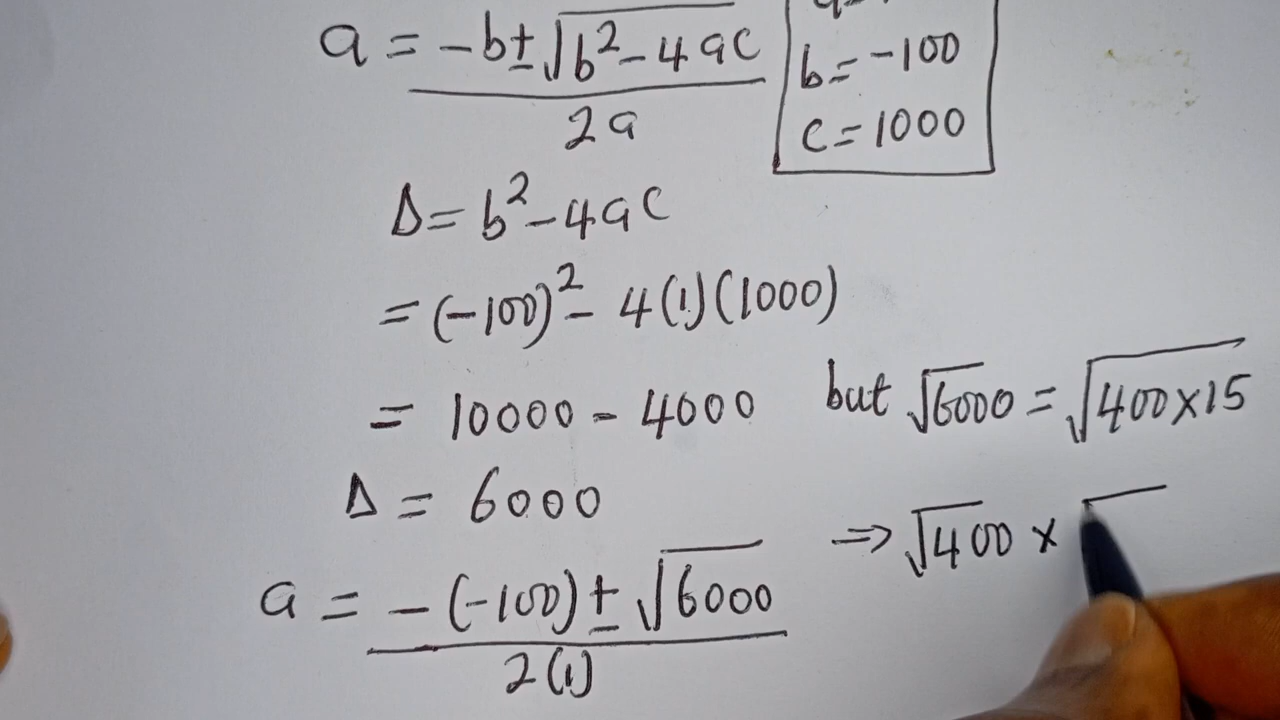 a = -b±√b²-4ac
2a
b = -100
c = 1000
Δ = b²-4ac
= (-100)² - 4(1)(1000)
= 10000 - 4000
but √6000 = √400×15
Δ = 6000
⇒ √400 × √
a = -(-100) ± √6000
2(1)